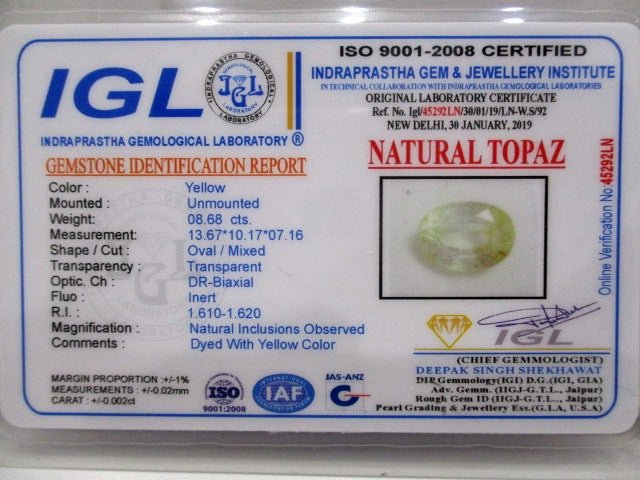 IGL
INDRAPRASTHA GEMOLOGICAL LABORATORY
IGL
INDRAPRASTHA GEMOLOGICAL LABORATORY ®
GEMSTONE IDENTIFICATION REPORT
Color : Yellow
Mounted : Unmounted
Weight: 08.68 cts.
Measurement: 13.67*10.17*07.16
Shape / Cut : Oval / Mixed
Transparency : Transparent
Optic. Ch : DR-Biaxial
Fluo : Inert
R.I. : 1.610-1.620
Magnification : Natural Inclusions Observed
Comments : Dyed With Yellow Color
MARGIN PROPORTION :+/-1%
MEASUREMENTS : +/-0.02mm
CARAT : +/-0.002ct
ISO
9001:2008
IAF
JAS-ANZ
ISO 9001-2008 CERTIFIED
INDRAPRASTHA GEM & JEWELLERY INSTITUTE
IN TECHNICAL COLLABORATION WITH INDRAPRASTHA GEMOLOGICAL LABORATORIES
ORIGINAL LABORATORY CERTIFICATE
Ref. No. Igl/45292LN/30/01/19/LN-W.S/92
NEW DELHI, 30 JANUARY, 2019
NATURAL TOPAZ
Online Verification No:45292LN
IGL
(CHIEF GEMMOLOGIST)
DEEPAK SINGH SHEKHAWAT
DIP.Gemmology(IGI) D.G.(IGI, GIA)
Adv. Gemm. (IIGJ-G.T.L., Jaipur)
Rough Gem ID (IIGJ-G.T.L., Jaipur)
Pearl Grading & Jewellery Ess.(G.I.A, U.S.A)